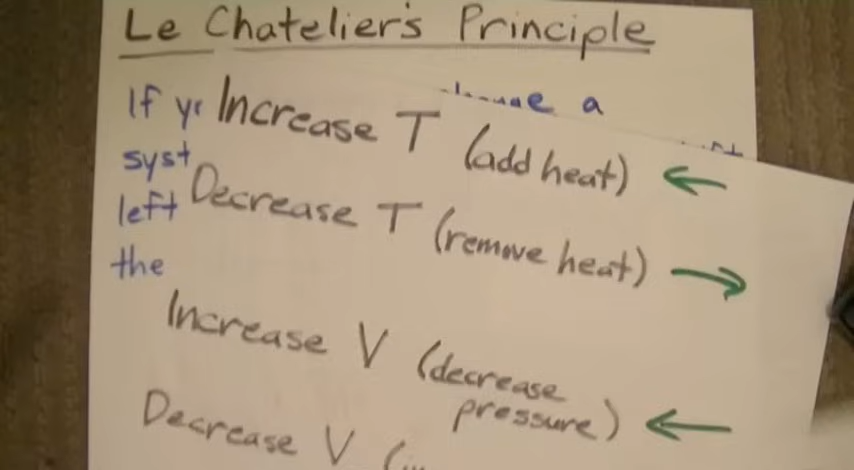 Le Chatelier's Principle
If a
syst
left
the
Increase T (add heat) ←
Decrease T (remove heat) →
Increase V (decrease
pressure) ←
Decrease V (